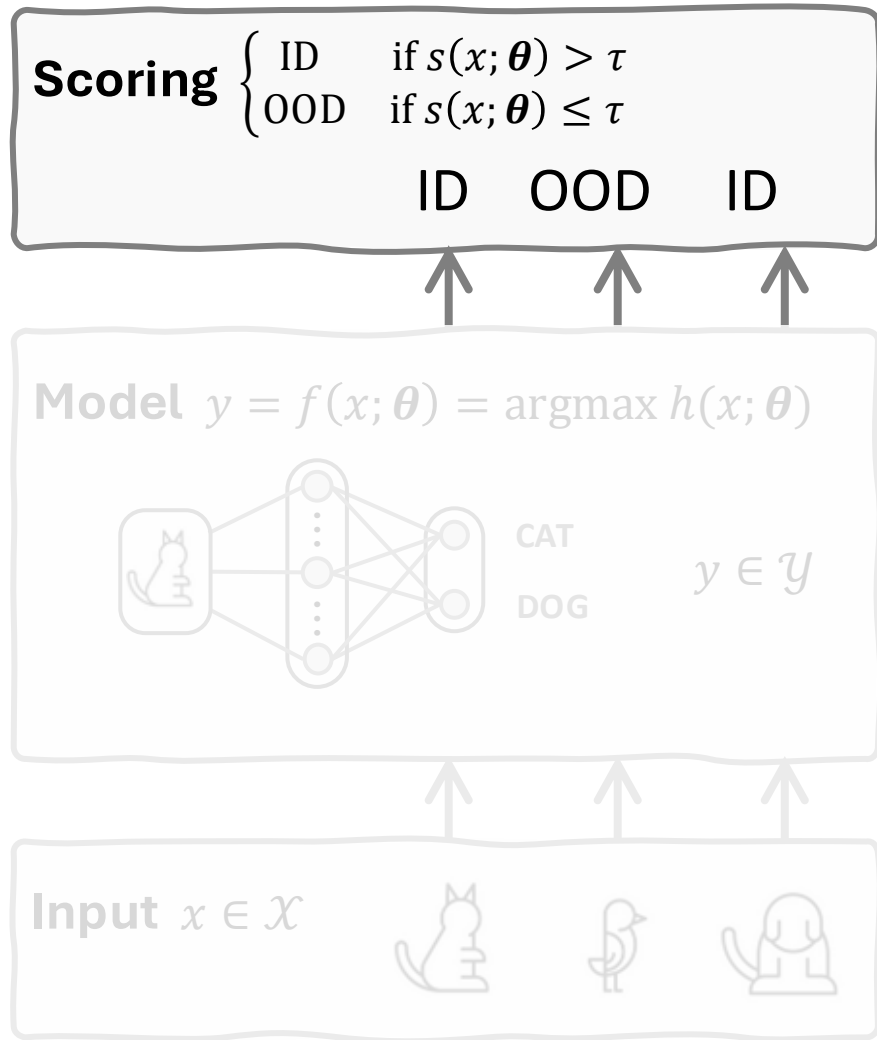 Scoring { ID if s(x; θ) > τ
OOD if s(x; θ) ≤ τ
ID OOD ID
Model y = f(x; θ) = argmax h(x; θ)
CAT
y ∈ 𝒴
DOG
Input x ∈ 𝒳